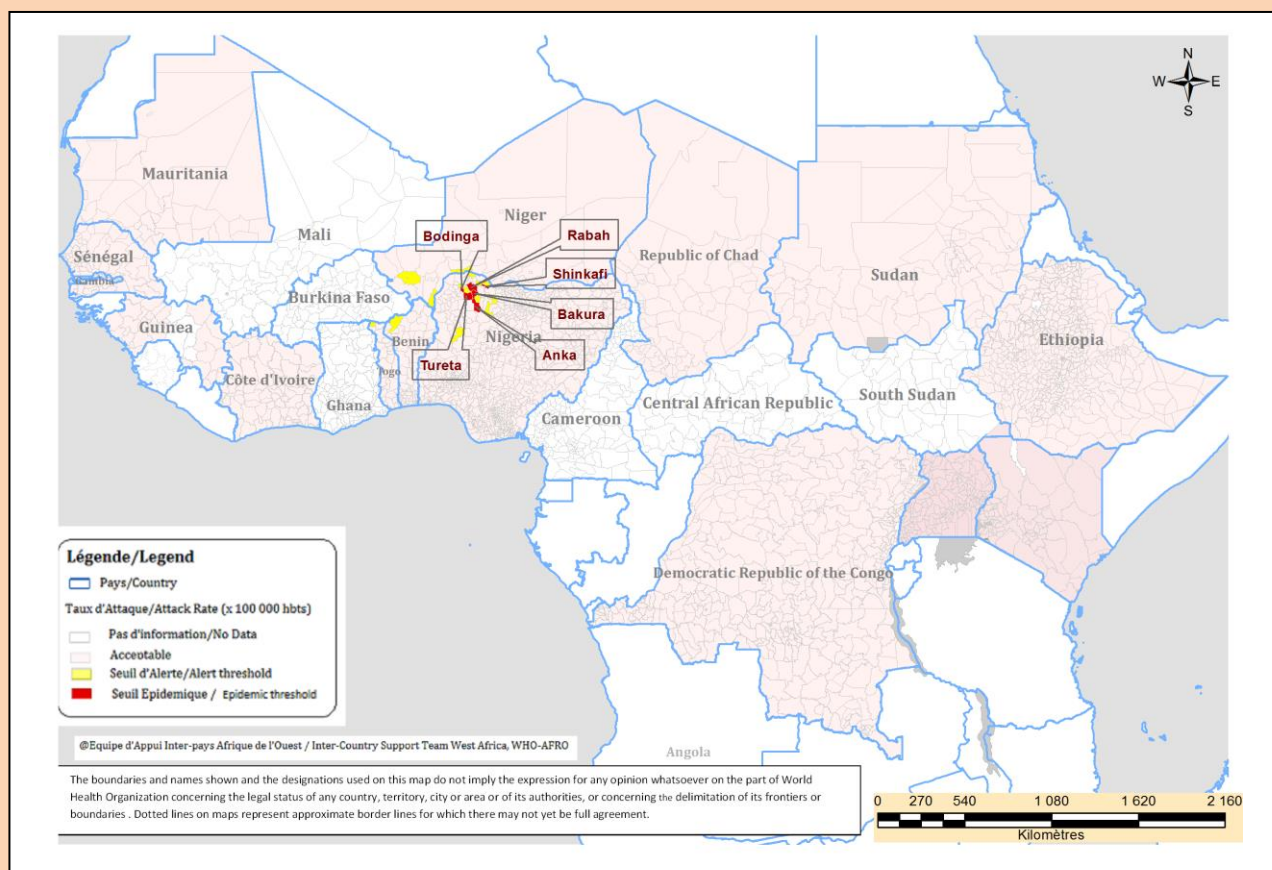 N
W E
S
Mauritania
Niger
Mali
Bodinga
Rabah
Sénégal
Gambia
Republic of Chad
Shinkafi
Sudan
Burkina Faso
Bakura
Guinea
Benin
Nigeria
Ethiopia
Tureta
Anka
Togo
Côte d'Ivoire
Ghana
South Sudan
Central African Republic
Cameroon
Democratic Republic of the Congo
Angola
Légende/Legend
Pays/Country
Taux d'Attaque/Attack Rate (x 100 000 hbts)
Pas d'information/No Data
Acceptable
Seuil d'Alerte/Alert threshold
Seuil Epidemique / Epidemic threshold
@Equipe d'Appui Inter-pays Afrique de l'Ouest / Inter-Country Support Team West Africa, WHO-AFRO
The boundaries and names shown and the designations used on this map do not imply the expression for any opinion whatsoever on the part of World
Health Organization concerning the legal status of any country, territory, city or area or of its authorities, or concerning the delimitation of its frontiers or
boundaries . Dotted lines on maps represent approximate border lines for which there may not yet be full agreement.
0 270 540 1 080 1 620 2 160
Kilomètres